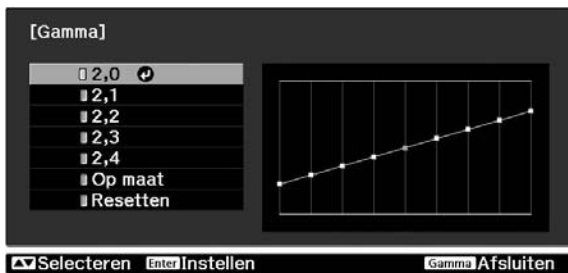 [Gamma]
2,0
2,1
2,2
2,3
2,4
Op maat
Resetten
Selecteren Enter Instellen Gamma Afsluiten